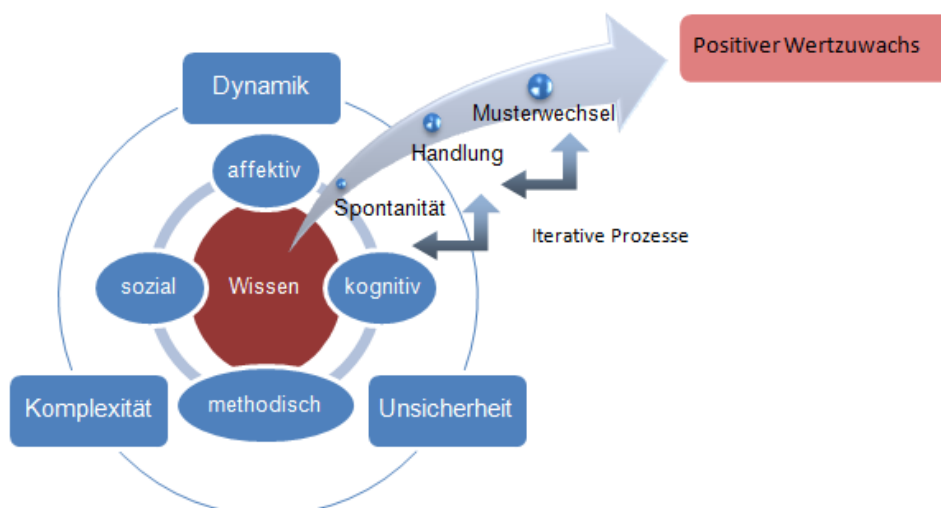 Positiver Wertzuwachs
Dynamik
Musterwechsel
Handlung
affektiv
Spontanität
Iterative Prozesse
sozial
Wissen
kognitiv
Komplexität
methodisch
Unsicherheit